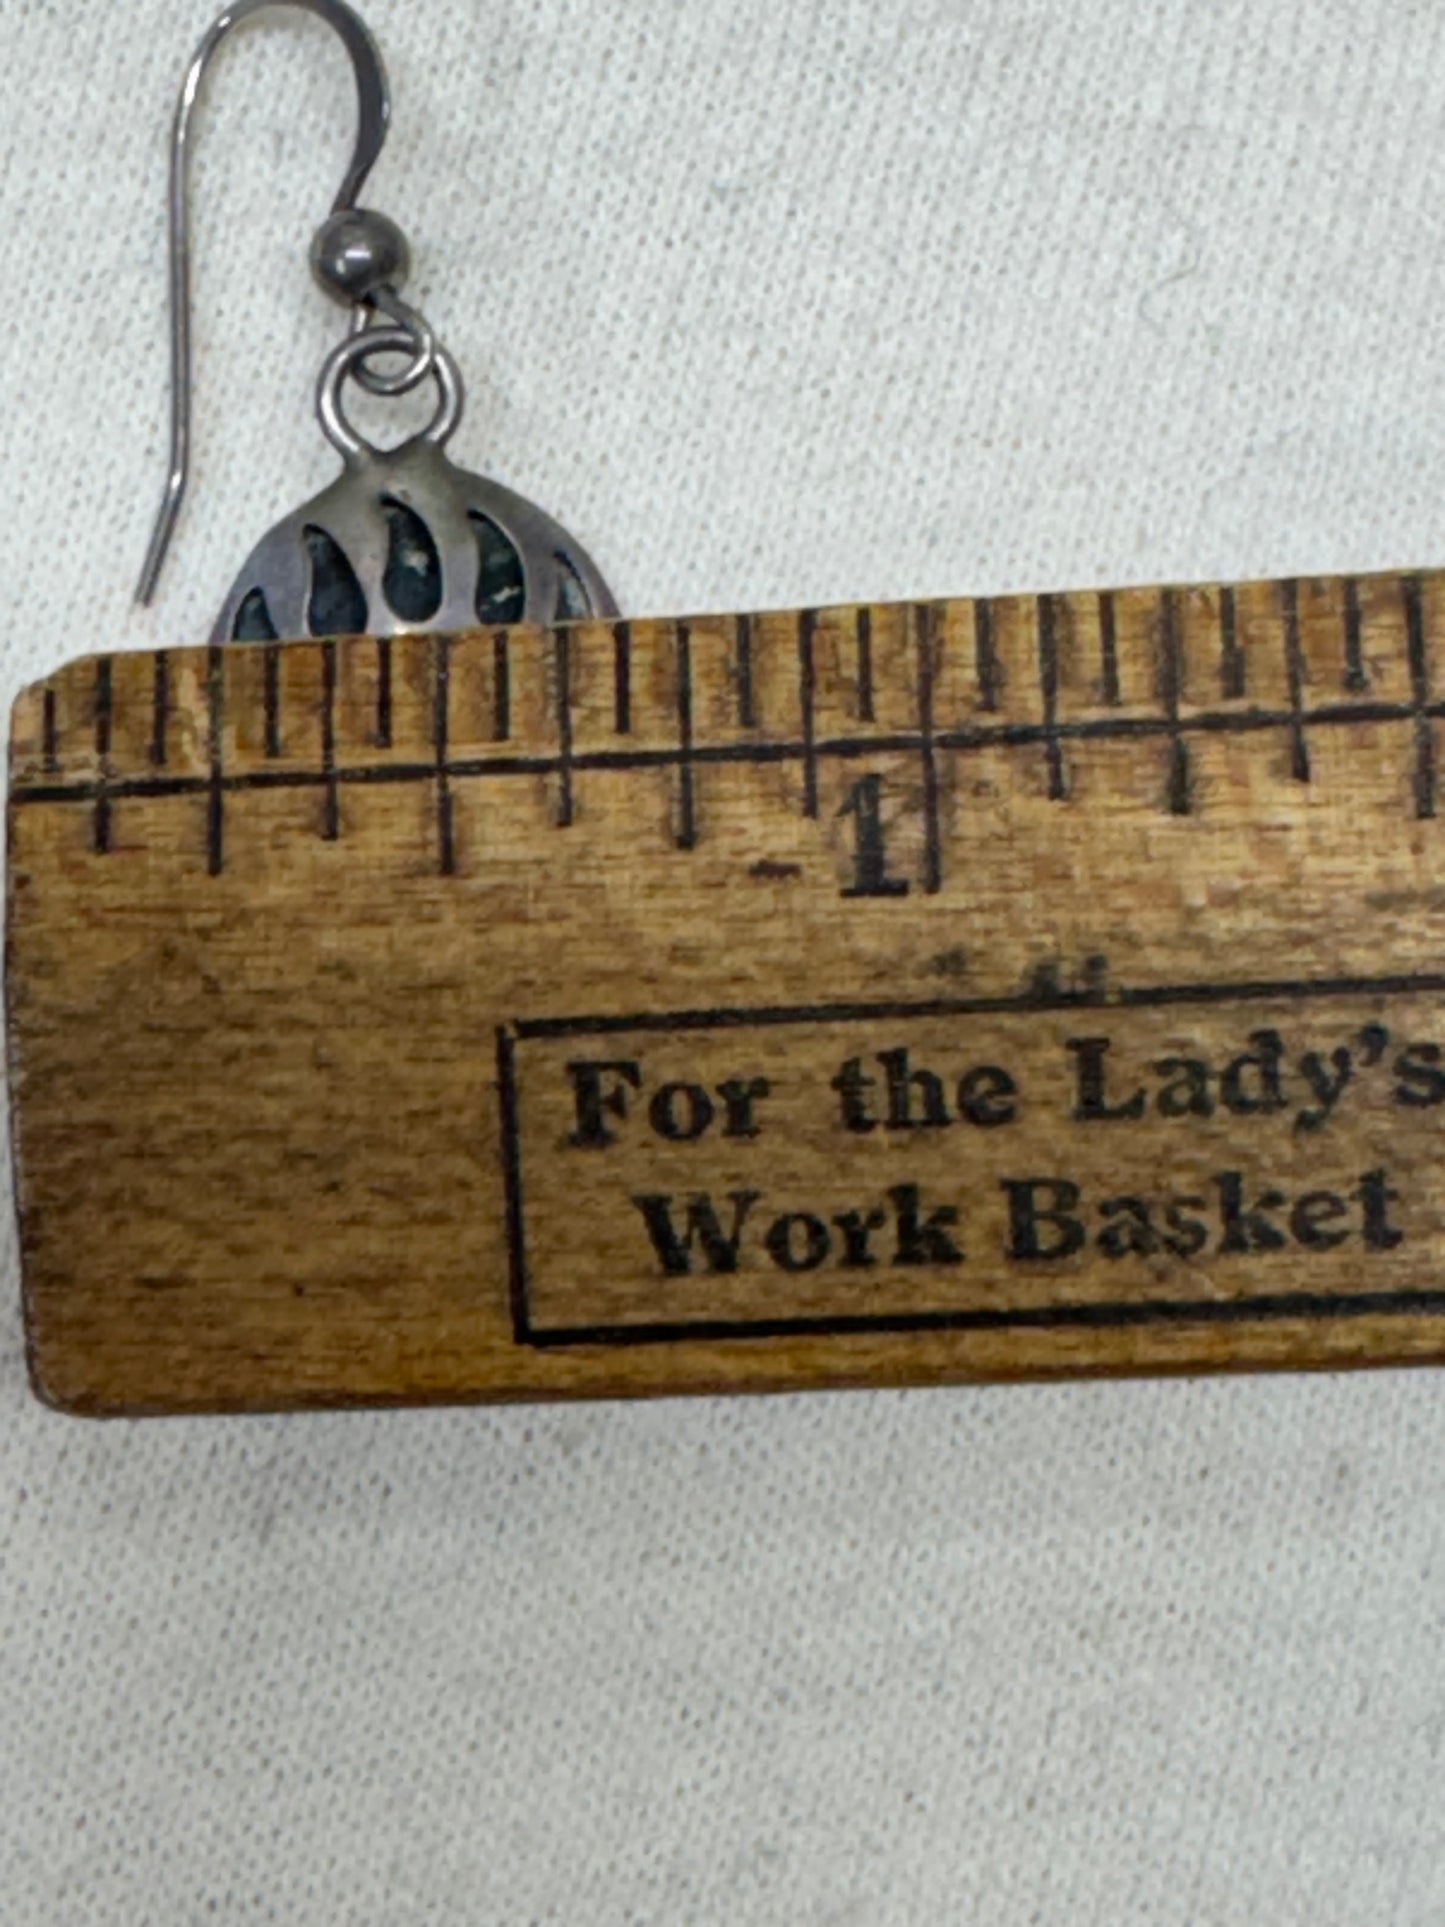 1
For the Lady's
Work Basket